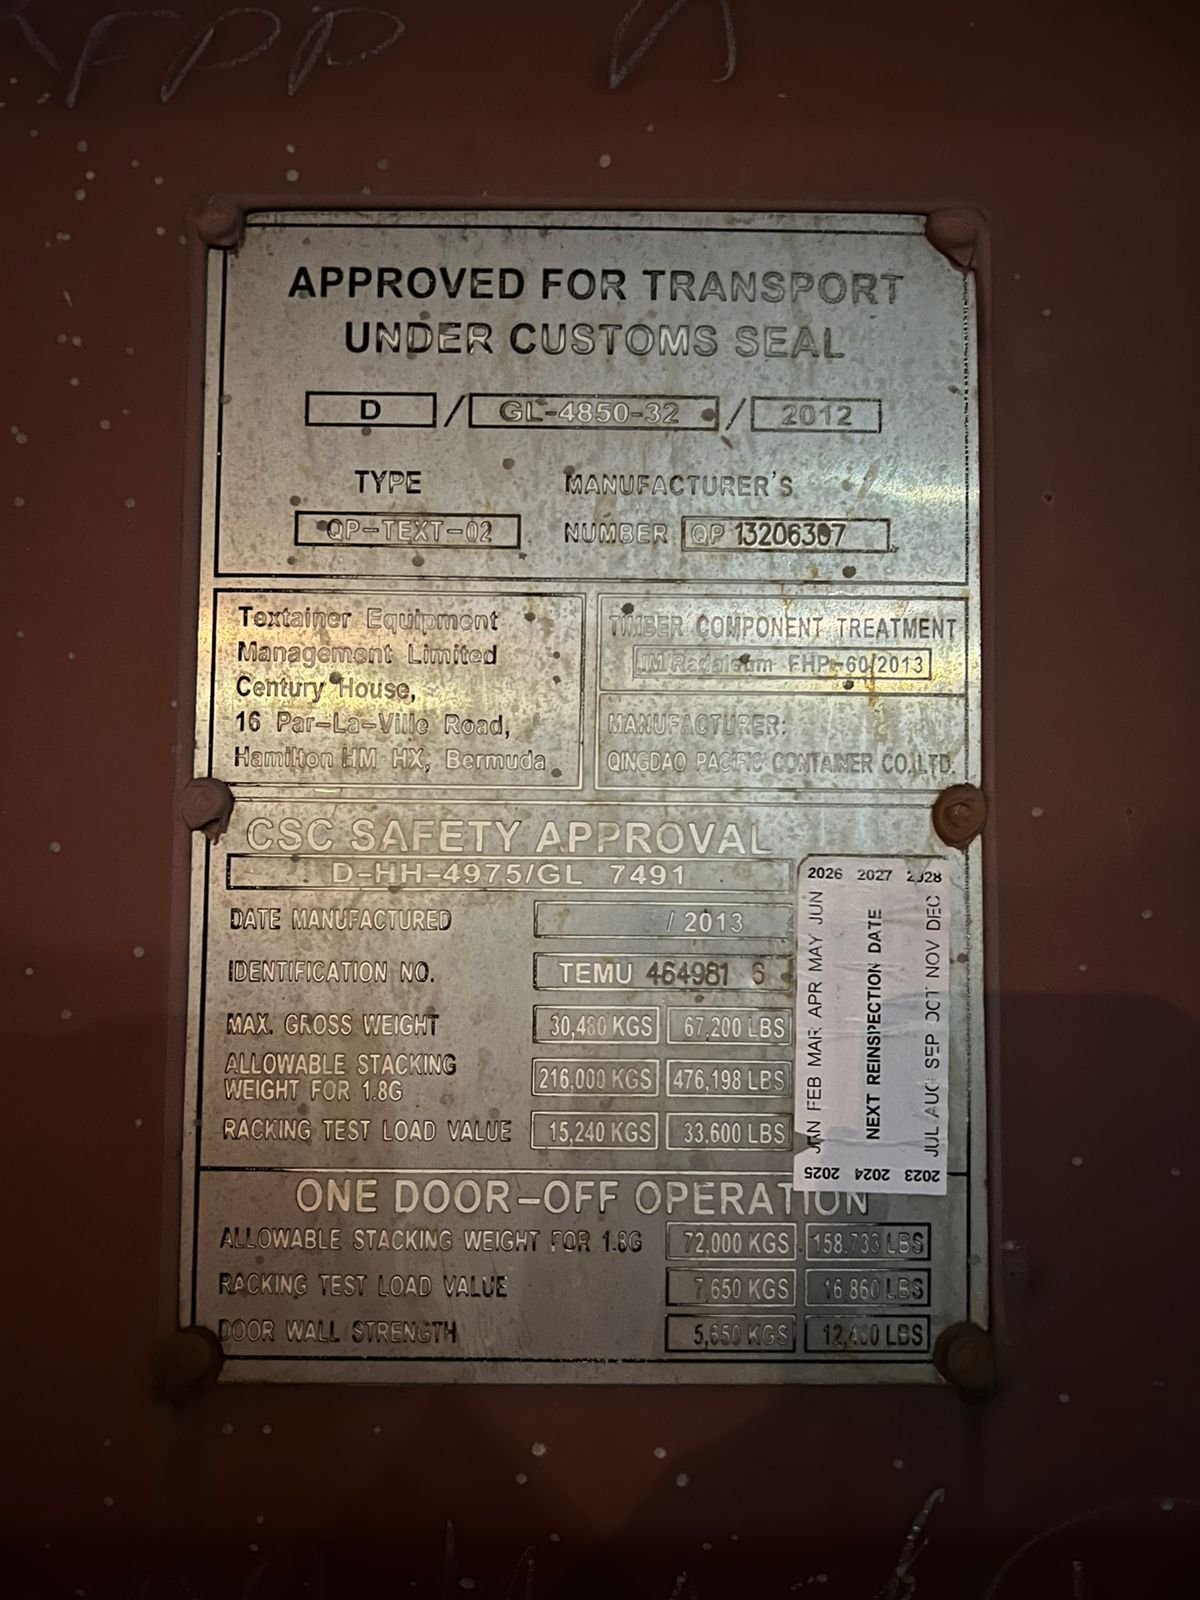 APPROVED FOR TRANSPORT
UNDER CUSTOMS SEAL
D / GL-4850-32 / 2012
TYPE MANUFACTURER'S
QP-TEXT-02 NUMBER QP 13206307
Textainer Equipment
Management Limited
Century House,
16 Par-La-Ville Road,
Hamilton HM HX, Bermuda
TIMBER COMPONENT TREATMENT
IM Radaleum FHP-60/2013
MANUFACTURER:
QINGDAO PACIFIC CONTAINER CO.,LTD.
CSC SAFETY APPROVAL
D-HH-4975/GL 7491
DATE MANUFACTURED / 2013
IDENTIFICATION NO. TEMU 464981 6
MAX. GROSS WEIGHT 30,480 KGS 67,200 LBS
ALLOWABLE STACKING
WEIGHT FOR 1.8G 216,000 KGS 476,198 LBS
RACKING TEST LOAD VALUE 15,240 KGS 33,600 LBS
2026 2027 2028
JAN FEB MAR APR MAY JUN
NEXT REINSPECTION DATE
JUL AUG SEP OCT NOV DEC
2025 2024 2023
ONE DOOR-OFF OPERATION
ALLOWABLE STACKING WEIGHT FOR 1.8G 72,000 KGS 158,733 LBS
RACKING TEST LOAD VALUE 7,650 KGS 16,860 LBS
DOOR WALL STRENGTH 5,650 KGS LBS